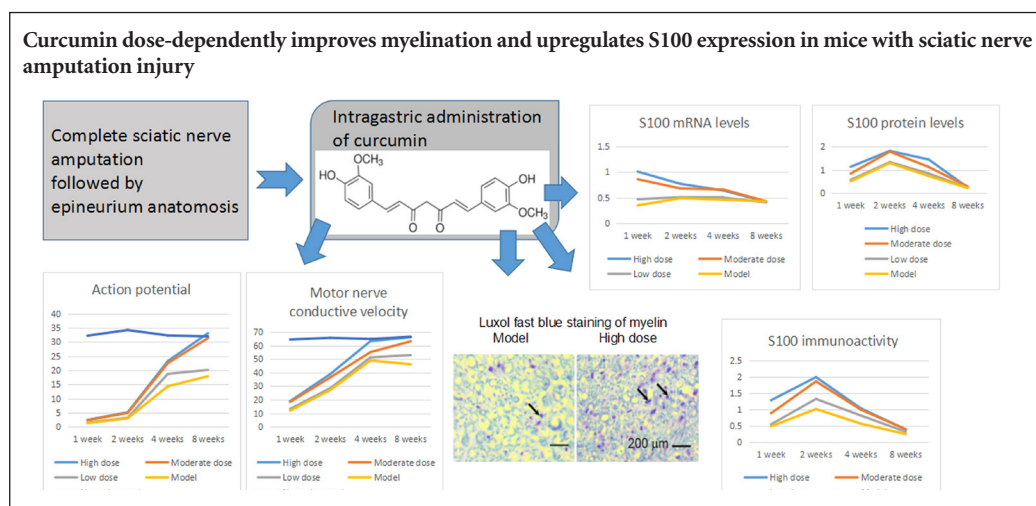 Curcumin dose-dependently improves myelination and upregulates S100 expression in mice with sciatic nerve
amputation injury
Complete sciatic nerve
amputation
followed by
epineurium anatomosis
Intragastric administration
of curcumin
OCH₃
HO
O
O
OH
OCH₃
S100 mRNA levels
1.5
1
0.5
0
1 week 2 weeks 4 weeks 8 weeks
High dose Moderate dose
Low dose Model
S100 protein levels
2
1
0
1 week 2 weeks 4 weeks 8 weeks
High dose
Moderate dose
Low dose
Model
Action potential
40
35
30
25
20
15
10
5
0
1 week 2 weeks 4 weeks 8 weeks
High dose Moderate dose
Low dose Model
Motor nerve
conductive velocity
70
60
50
40
30
20
10
0
1 week 2 weeks 4 weeks 8 weeks
High dose Moderate dose
Low dose Model
Luxol fast blue staining of myelin
Model High dose
200 μm
S100 immunoactivity
2.5
2
1.5
1
0.5
0
1 week 2 weeks 4 weeks 8 weeks
High dose Moderate dose